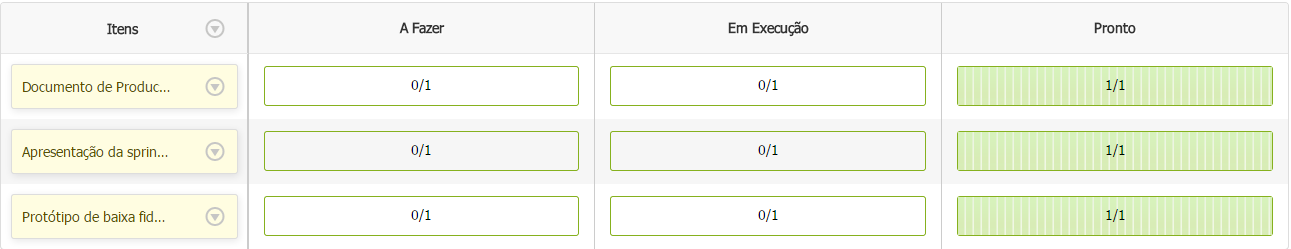 Itens A Fazer Em Execução Pronto
Documento de Produc... 0/1 0/1 1/1
Apresentação da sprin... 0/1 0/1 1/1
Protótipo de baixa fid... 0/1 0/1 1/1